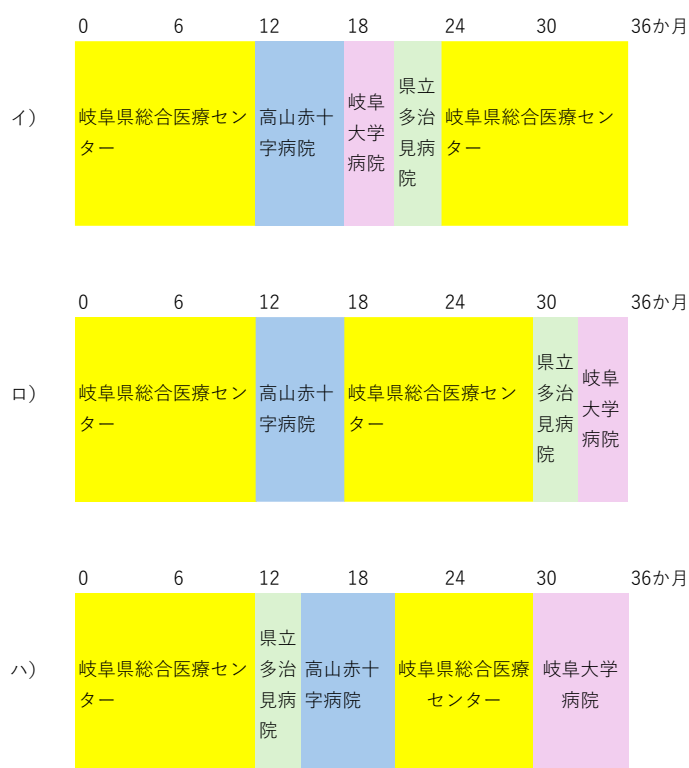 0 6 12 18 24 30 36か月
イ）
岐阜県総合医療セン
ター
高山赤十
字病院
岐阜
大学
病院
県立
多治
見病
院
岐阜県総合医療セン
ター
0 6 12 18 24 30 36か月
ロ）
岐阜県総合医療セン
ター
高山赤十
字病院
岐阜県総合医療セン
ター
県立
多治
見病
院
岐阜
大学
病院
0 6 12 18 24 30 36か月
ハ）
岐阜県総合医療セン
ター
県立
多治
見病
院
高山赤十
字病院
岐阜県総合医療
センター
岐阜大学
病院